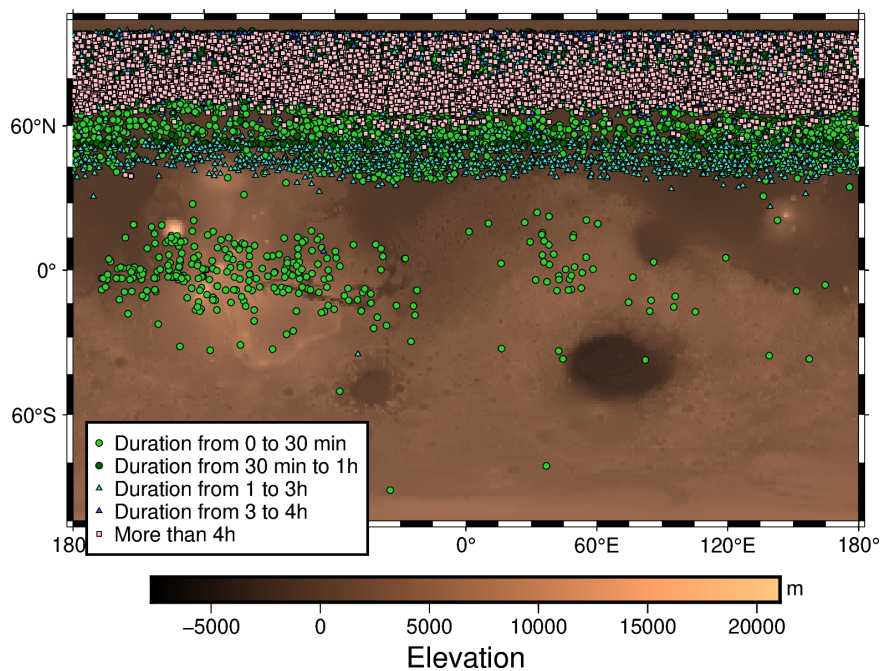 60°N
0°
60°S
Duration from 0 to 30 min
Duration from 30 min to 1h
Duration from 1 to 3h
Duration from 3 to 4h
More than 4h
180 0° 60°E 120°E 180°
m
−5000 0 5000 10000 15000 20000
Elevation